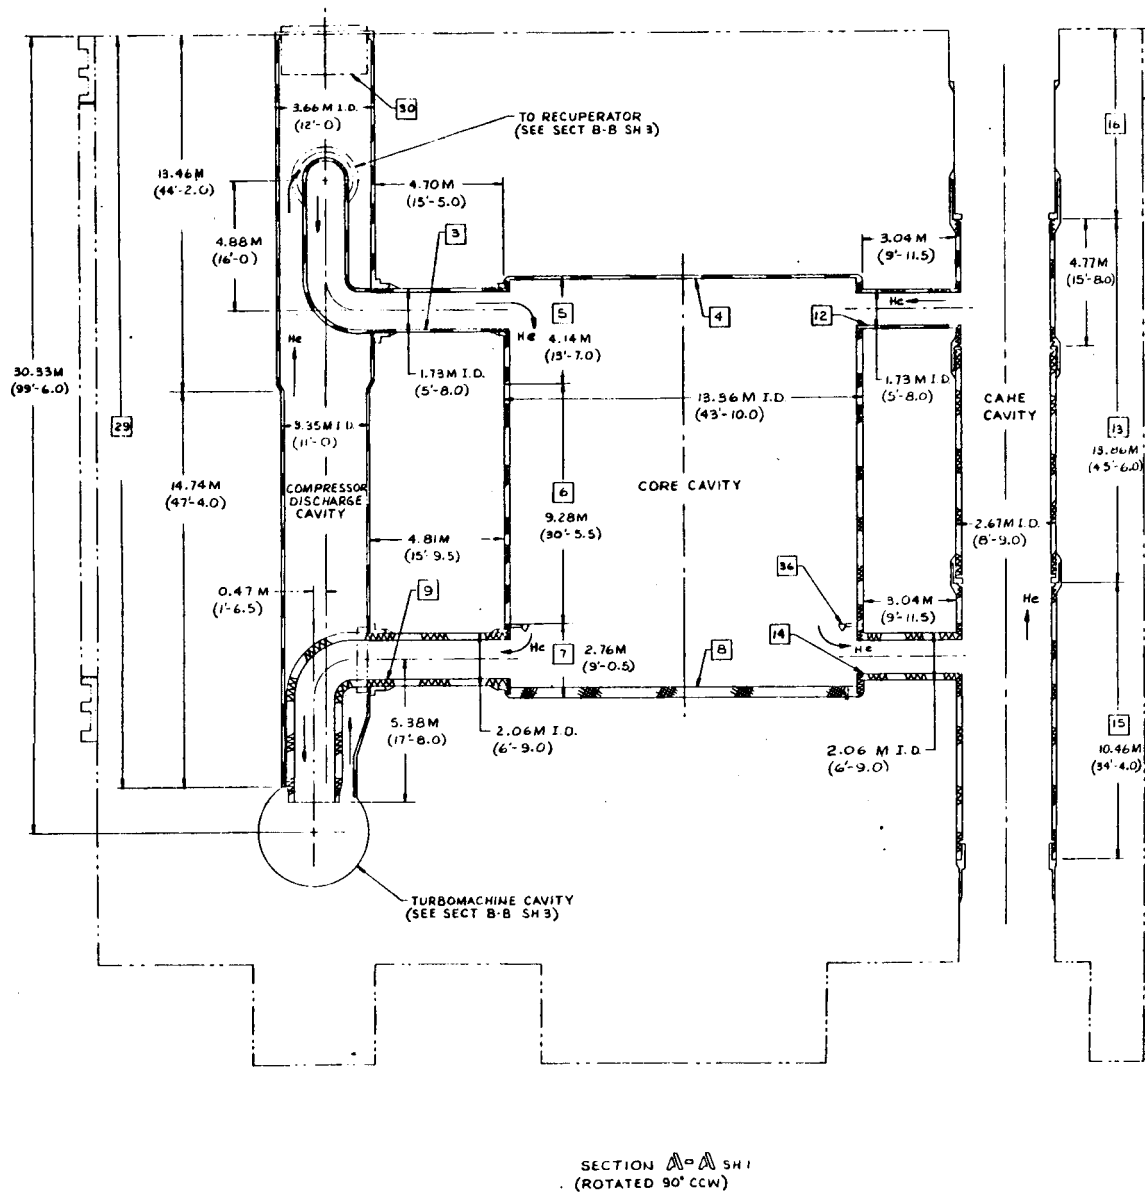 3.66M I.D.
(12'-0)
30
TO RECUPERATOR
(SEE SECT B-B SH 3)
16
13.46M
(44'-2.0)
4.70M
(15'-5.0)
4.88M
(16'-0)
3
3.04M
(9'-11.5)
4.77M
(15'-8.0)
He
He
5
4.14M
(13'-7.0)
4
12
He
30.33M
(99'-6.0)
1.73M I.D.
(5'-8.0)
13.36M I.D.
(43'-10.0)
1.73M I.D.
(5'-8.0)
CAHE
CAVITY
29
3.35M I.D.
(11'-0)
13
13.86M
(45'-6.0)
14.74M
(47'-4.0)
COMPRESSOR
DISCHARGE
CAVITY
6
9.28M
(30'-5.5)
CORE CAVITY
4.81M
(15'-9.5)
2.67M I.D.
(8'-9.0)
0.47 M
(1'-6.5)
9
36
3.04M
(9'-11.5)
He
He
7
2.76M
(9'-0.5)
8
14
He
5.38M
(17'-8.0)
2.06M I.D.
(6'-9.0)
2.06 M I.D.
(6'-9.0)
15
10.46M
(34'-4.0)
TURBOMACHINE CAVITY
(SEE SECT B-B SH 3)
SECTION A-A SH 1
(ROTATED 90° CCW)